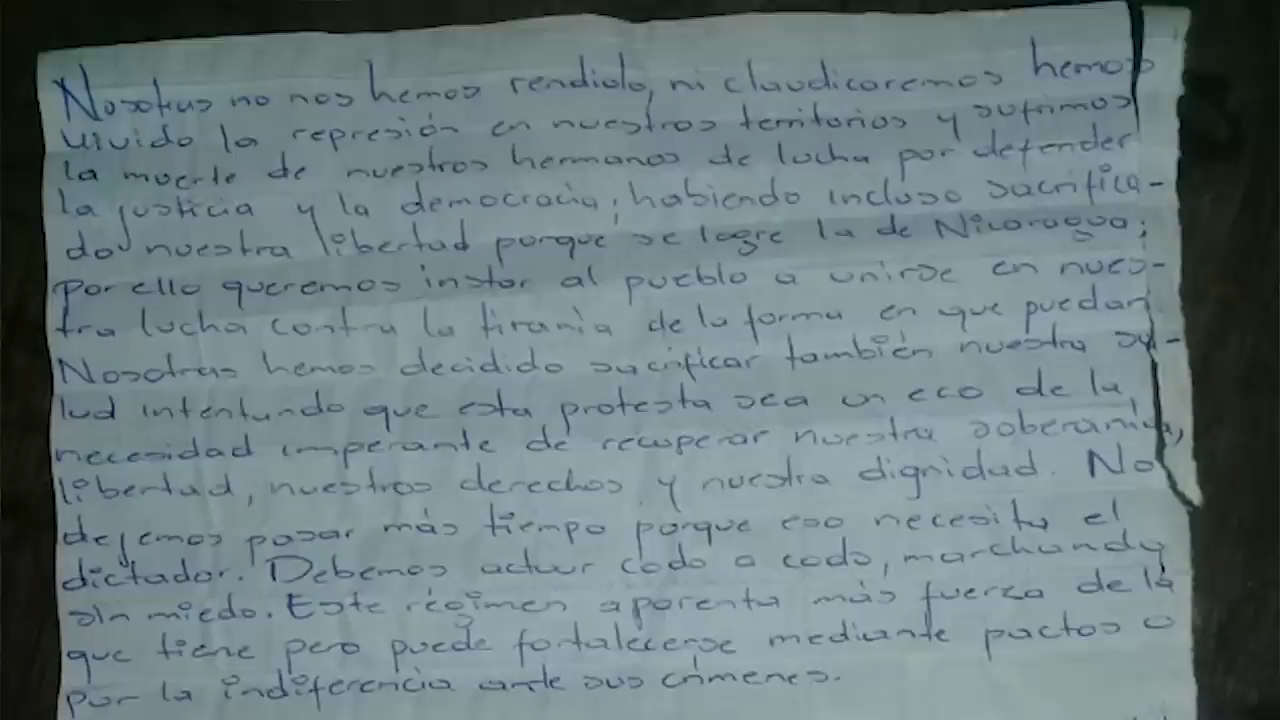 Nosotras no nos hemos rendido, ni claudicaremos hemos
vivido la represión en nuestros territorios y sufrimos
la muerte de nuestros hermanos de lucha por defender
la justicia y la democracia; habiendo incluso sacrifica-
do nuestra libertad porque se logre la de Nicaragua;
por ello queremos instar al pueblo a unirse en nues-
tra lucha contra la tirania de la forma en que puedan.
Nosotras hemos decidido sacrificar también nuestra sa-
lud intentando que esta protesta sea un eco de la
necesidad imperante de recuperar nuestra soberanía,
libertad, nuestros derechos y nuestra dignidad. No
dejemos pasar más tiempo porque eso necesita el
dictador. Debemos actuar codo a codo, marchando
sin miedo. Este régimen aparenta más fuerza de la
que tiene pero puede fortalecerse mediante pactos o
por la indiferencia ante sus crímenes.